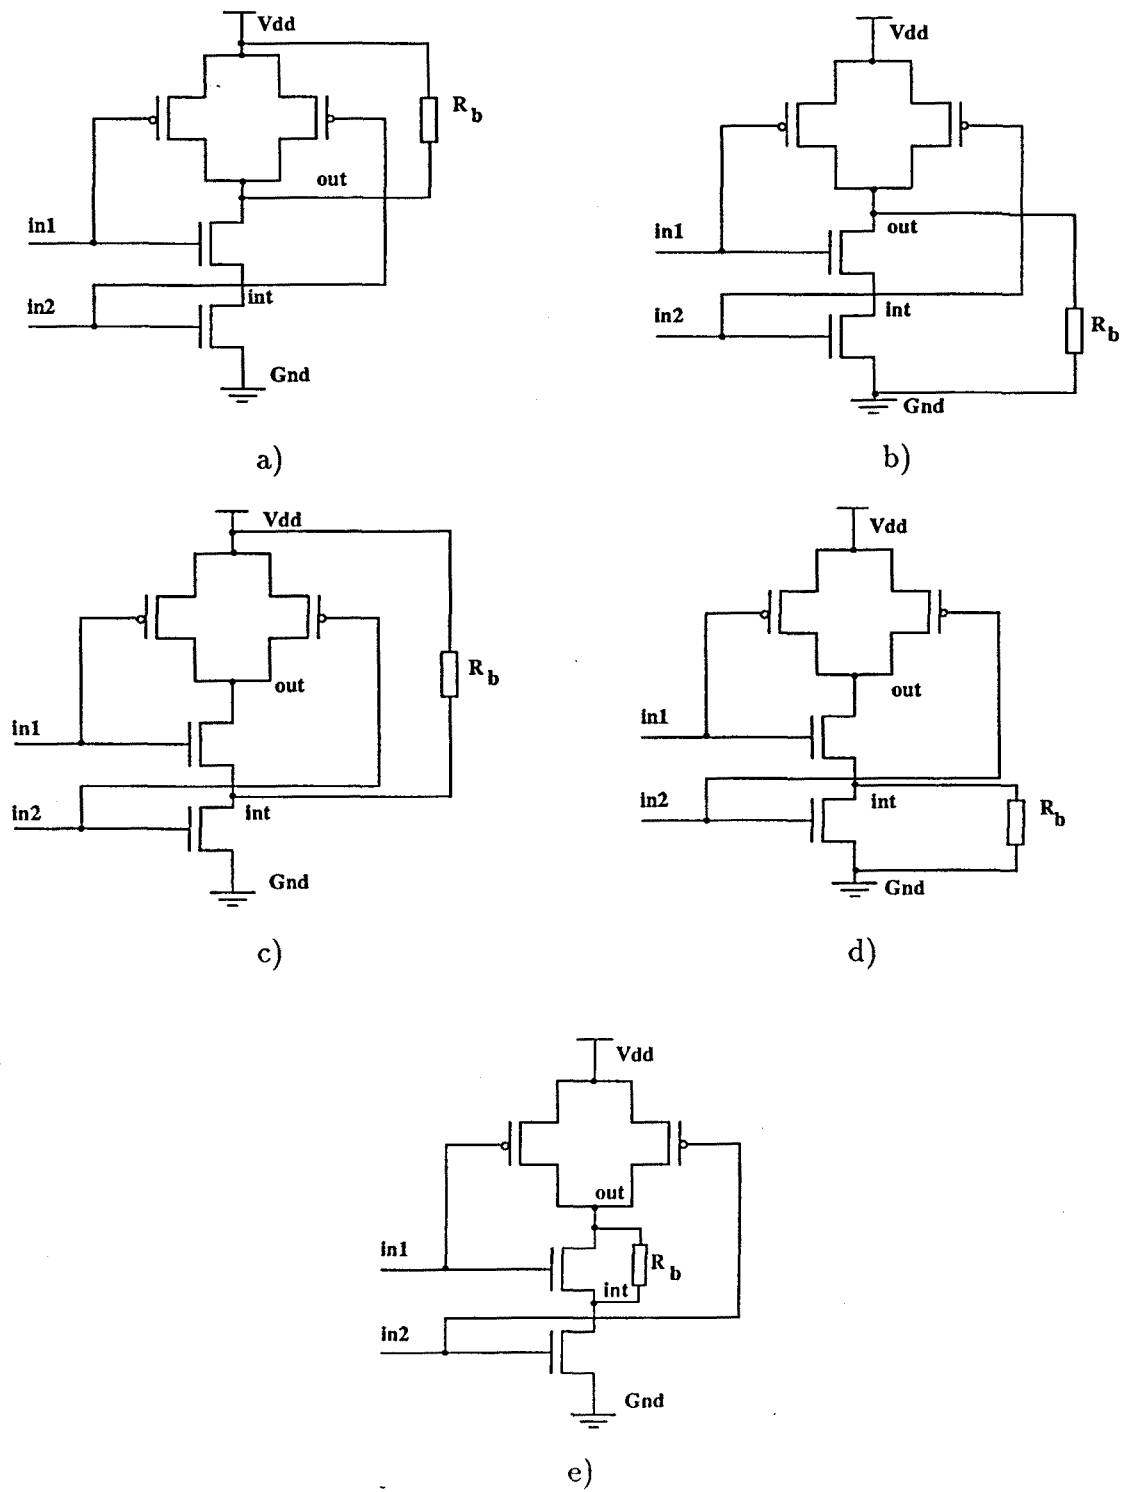 Vdd
R b
out
in1
int
in2
Gnd
a)
Vdd
out
in1
int
in2
R b
Gnd
b)
Vdd
R b
out
in1
in2
int
Gnd
c)
Vdd
out
in1
in2
int
R b
Gnd
d)
Vdd
out
in1
R b
int
in2
Gnd
e)